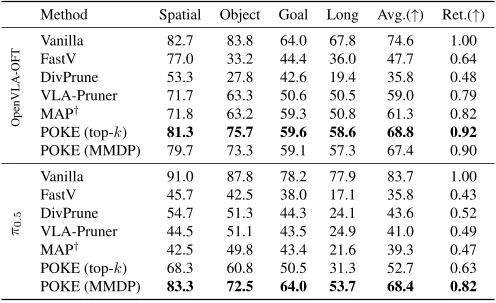 Method Spatial Object Goal Long Avg.(↑) Ret.(↑)
OpenVLA-OFT
Vanilla 82.7 83.8 64.0 67.8 74.6 1.00
FastV 77.0 33.2 44.4 36.0 47.7 0.64
DivPrune 53.3 27.8 42.6 19.4 35.8 0.48
VLA-Pruner 71.7 63.3 50.6 50.5 59.0 0.79
MAP† 71.8 63.2 59.3 50.8 61.3 0.82
POKE (top-k) 81.3 75.7 59.6 58.6 68.8 0.92
POKE (MMDP) 79.7 73.3 59.1 57.3 67.4 0.90
π0.5
Vanilla 91.0 87.8 78.2 77.9 83.7 1.00
FastV 45.7 42.5 38.0 17.1 35.8 0.43
DivPrune 54.7 51.3 44.3 24.1 43.6 0.52
VLA-Pruner 44.5 51.1 43.5 24.9 41.0 0.49
MAP† 42.5 49.8 43.4 21.6 39.3 0.47
POKE (top-k) 68.3 60.8 50.5 31.3 52.7 0.63
POKE (MMDP) 83.3 72.5 64.0 53.7 68.4 0.82